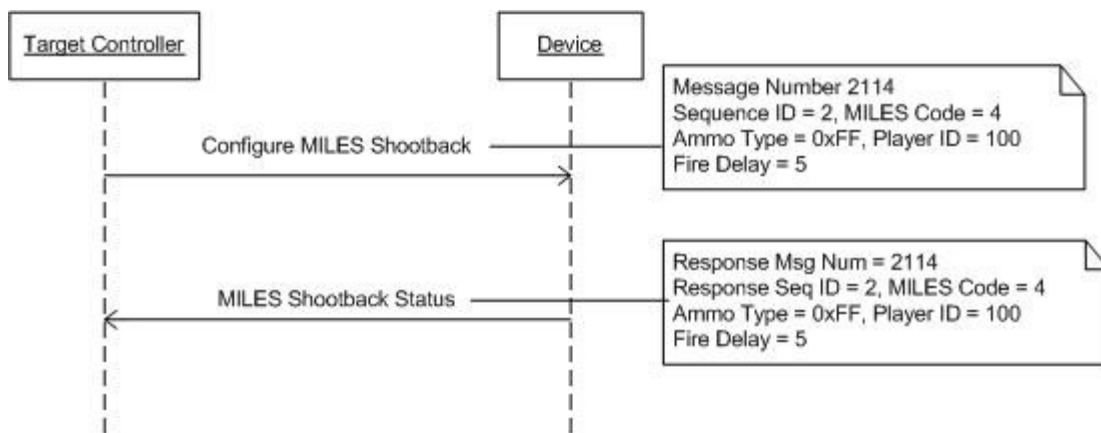 Target Controller
Device
Message Number 2114
Sequence ID = 2, MILES Code = 4
Ammo Type = 0xFF, Player ID = 100
Fire Delay = 5
Configure MILES Shootback
Response Msg Num = 2114
Response Seq ID = 2, MILES Code = 4
Ammo Type = 0xFF, Player ID = 100
Fire Delay = 5
MILES Shootback Status